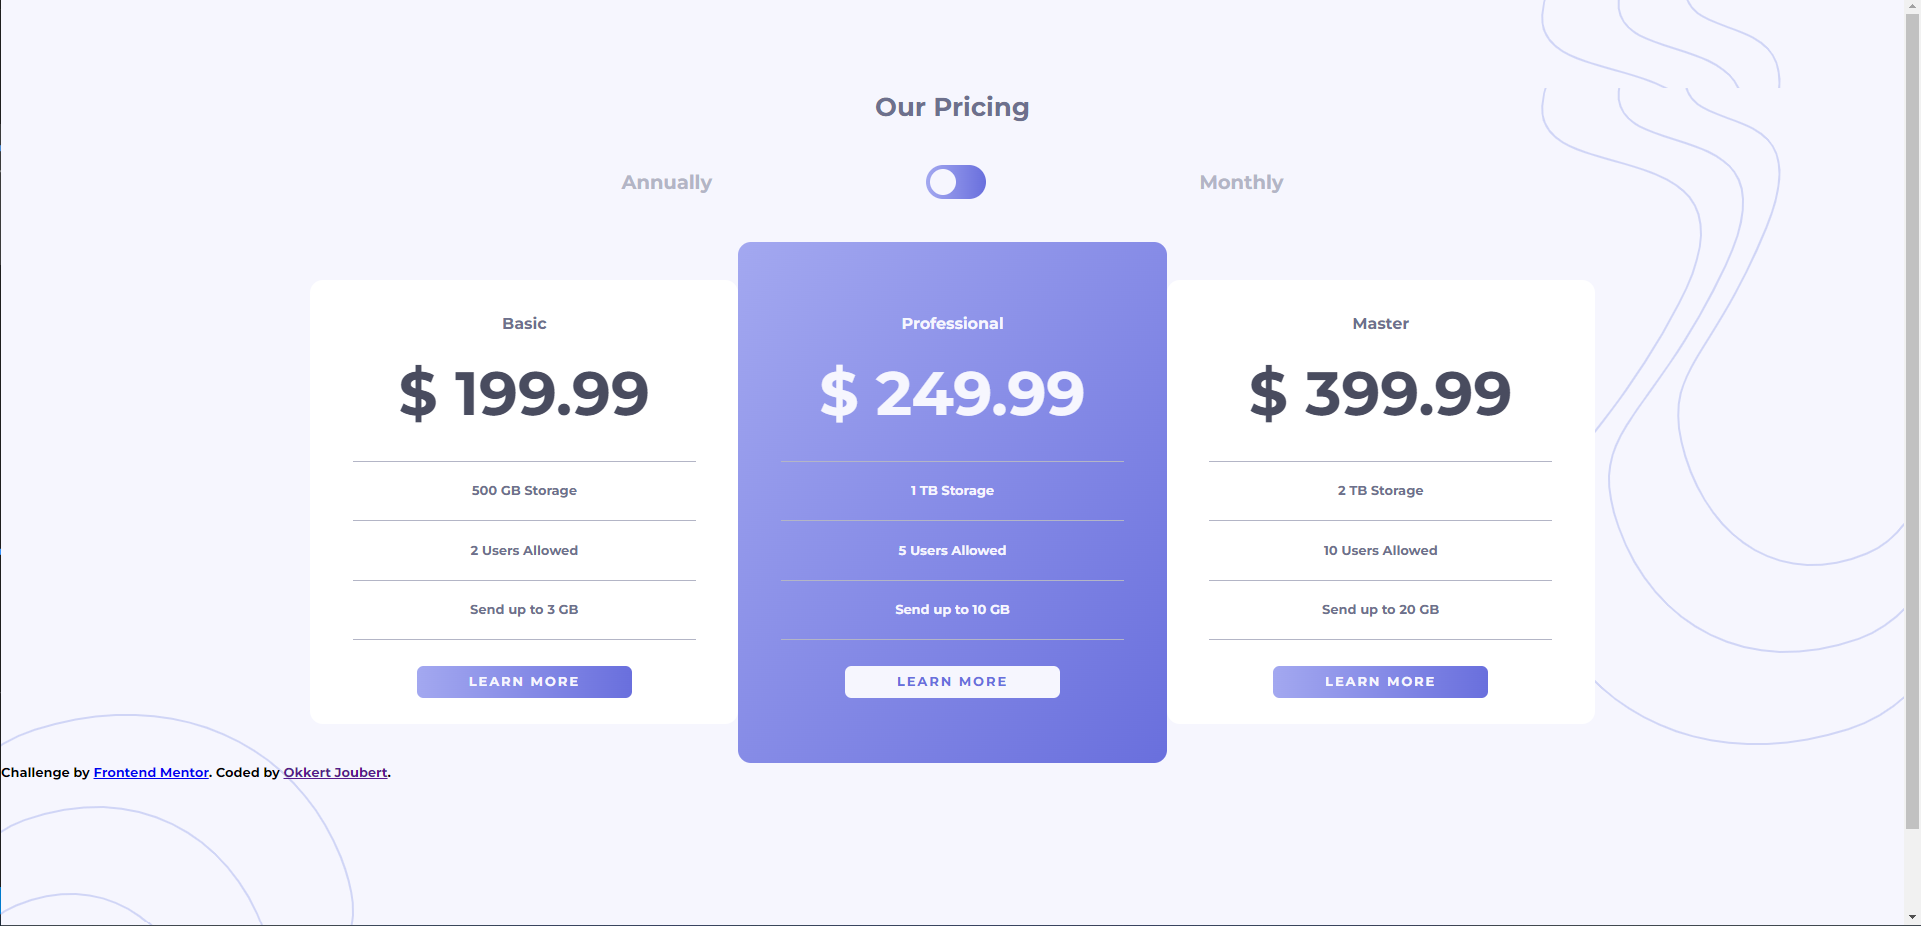 Our Pricing
Annually
Monthly
Basic
$ 199.99
500 GB Storage
2 Users Allowed
Send up to 3 GB
LEARN MORE
Professional
$ 249.99
1 TB Storage
5 Users Allowed
Send up to 10 GB
LEARN MORE
Master
$ 399.99
2 TB Storage
10 Users Allowed
Send up to 20 GB
LEARN MORE
Challenge by Frontend Mentor. Coded by Okkert Joubert.